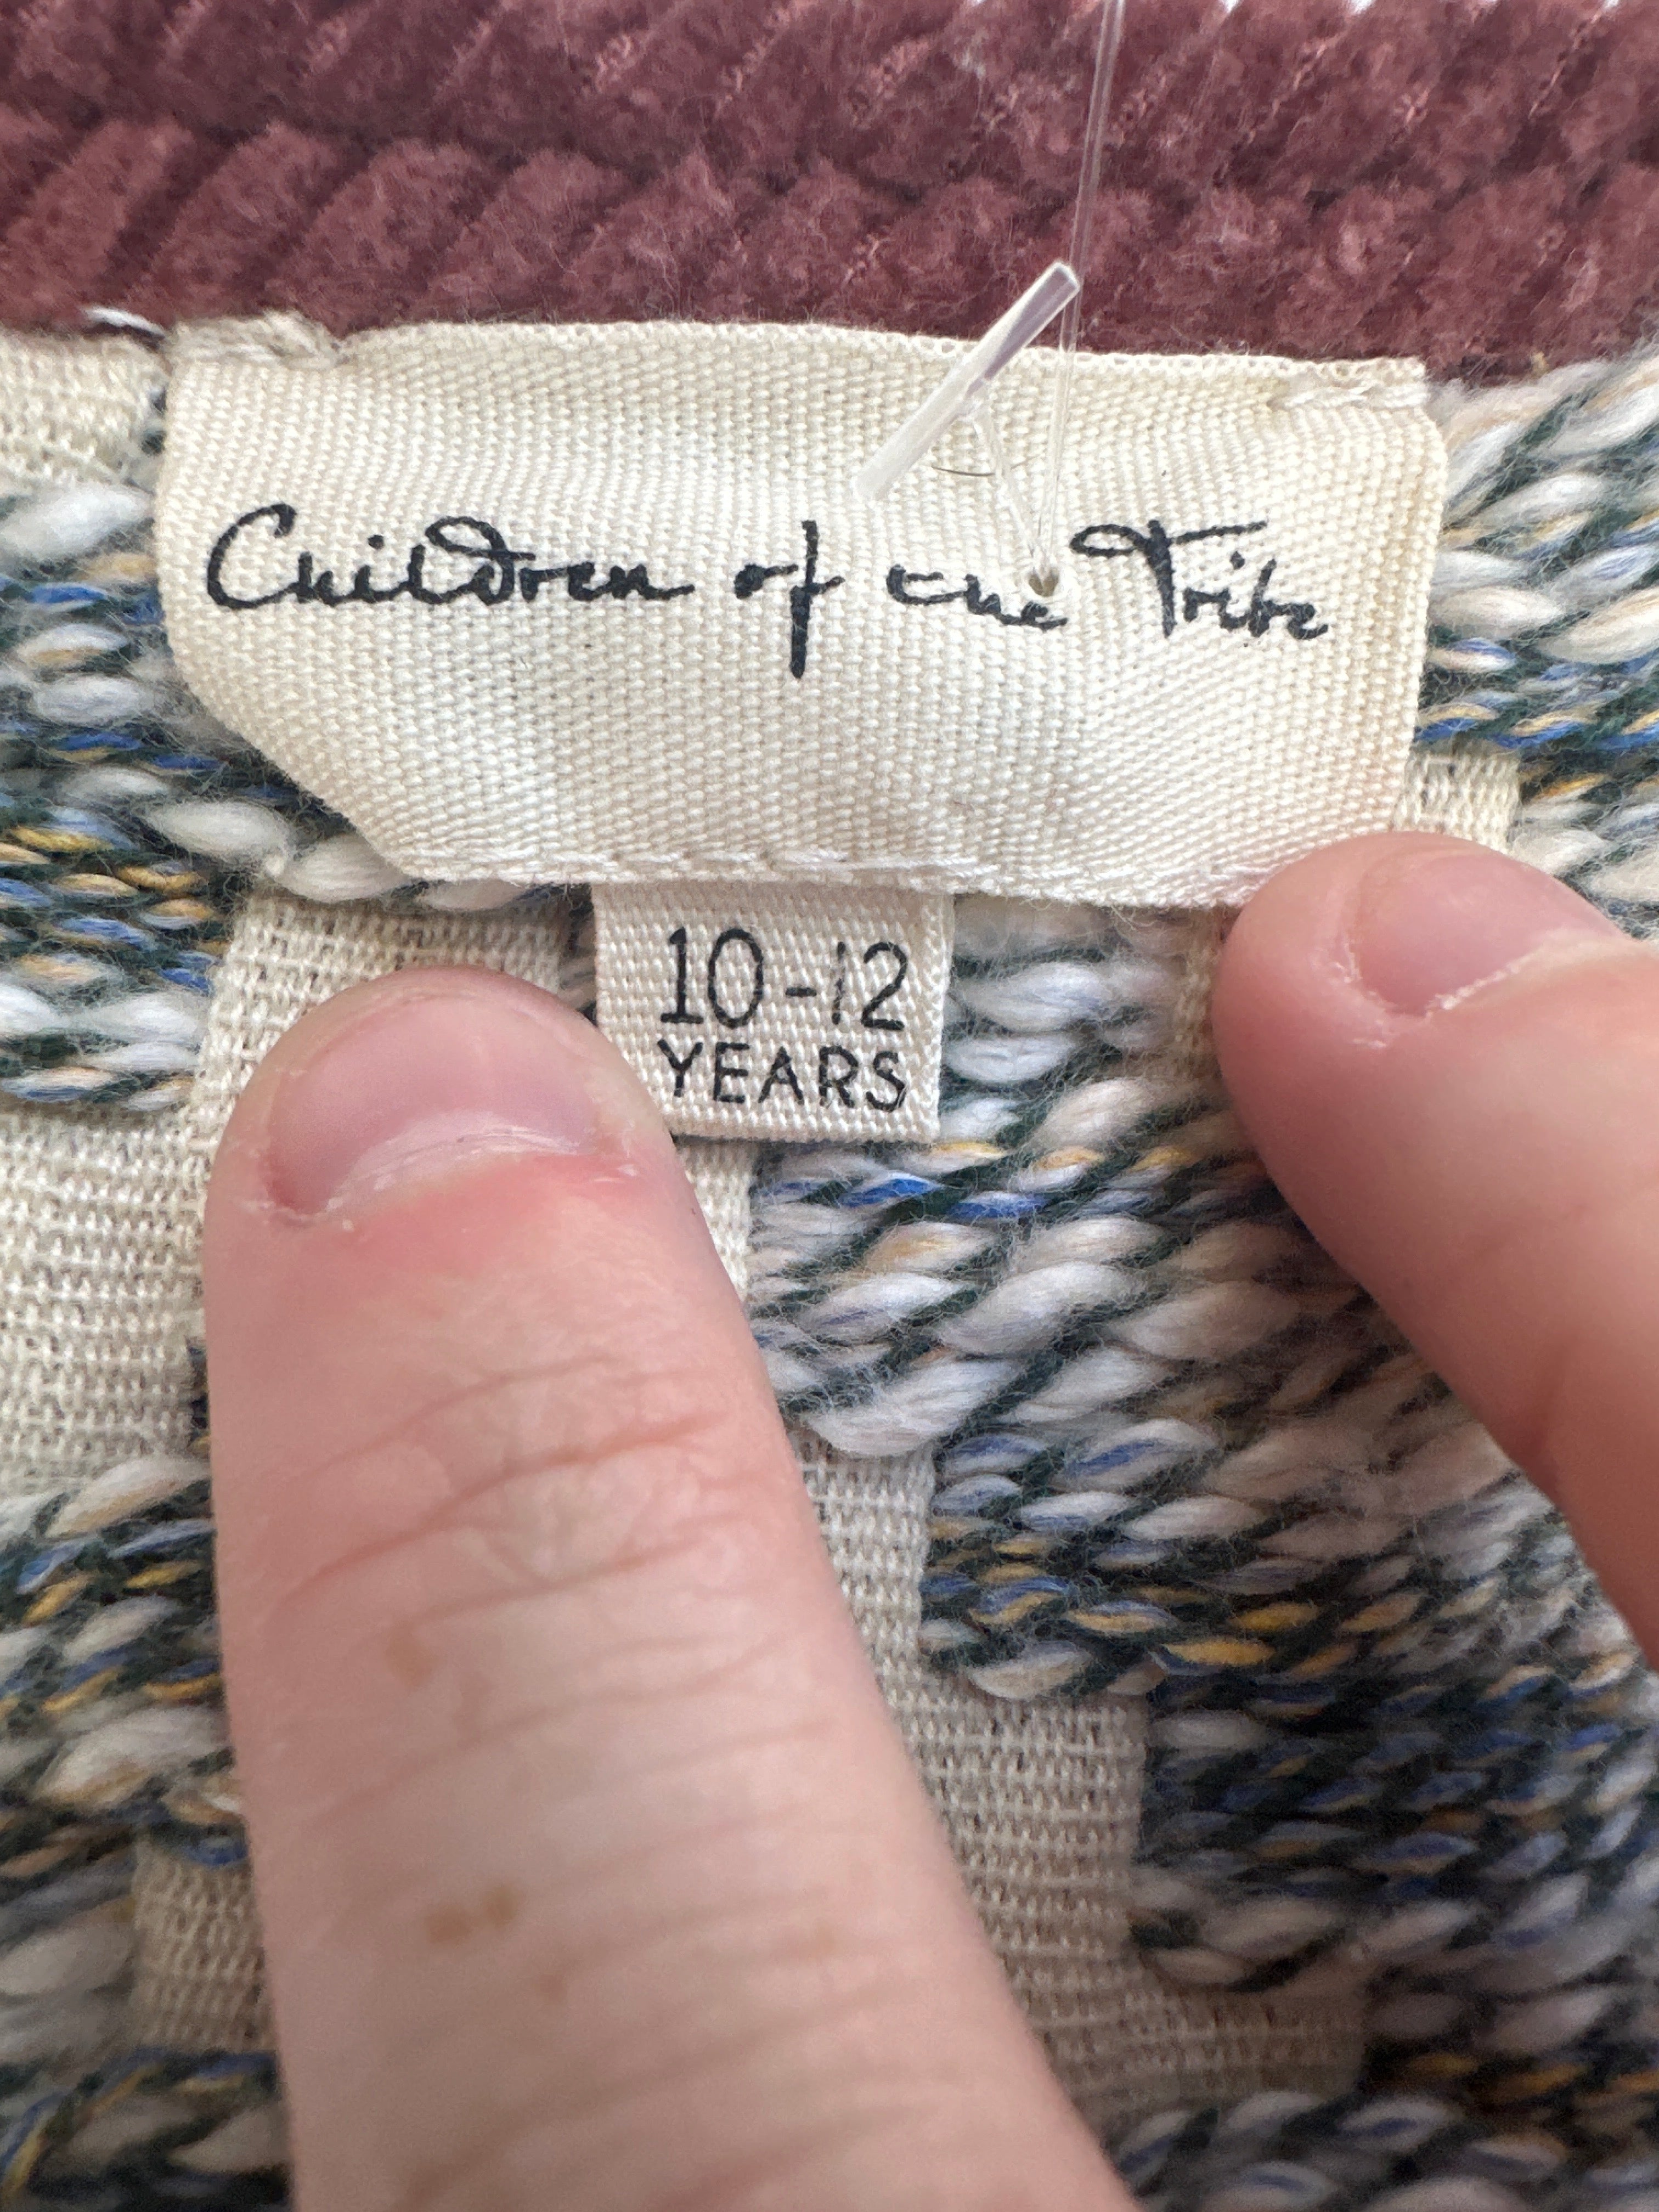 Children of the Tribe
10-12
YEARS